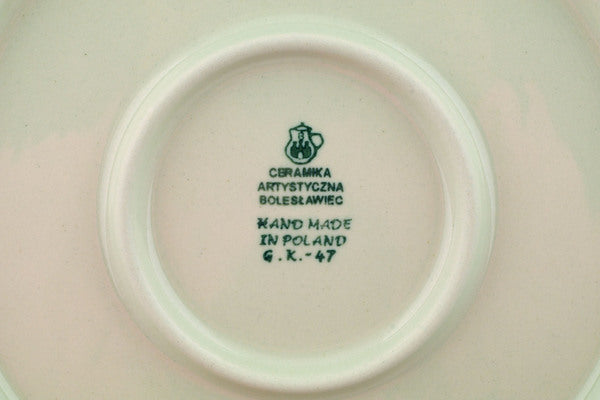 CERAMIKA
ARTYSTYCZNA
BOLESŁAWIEC
HAND MADE
IN POLAND
G.K.-47